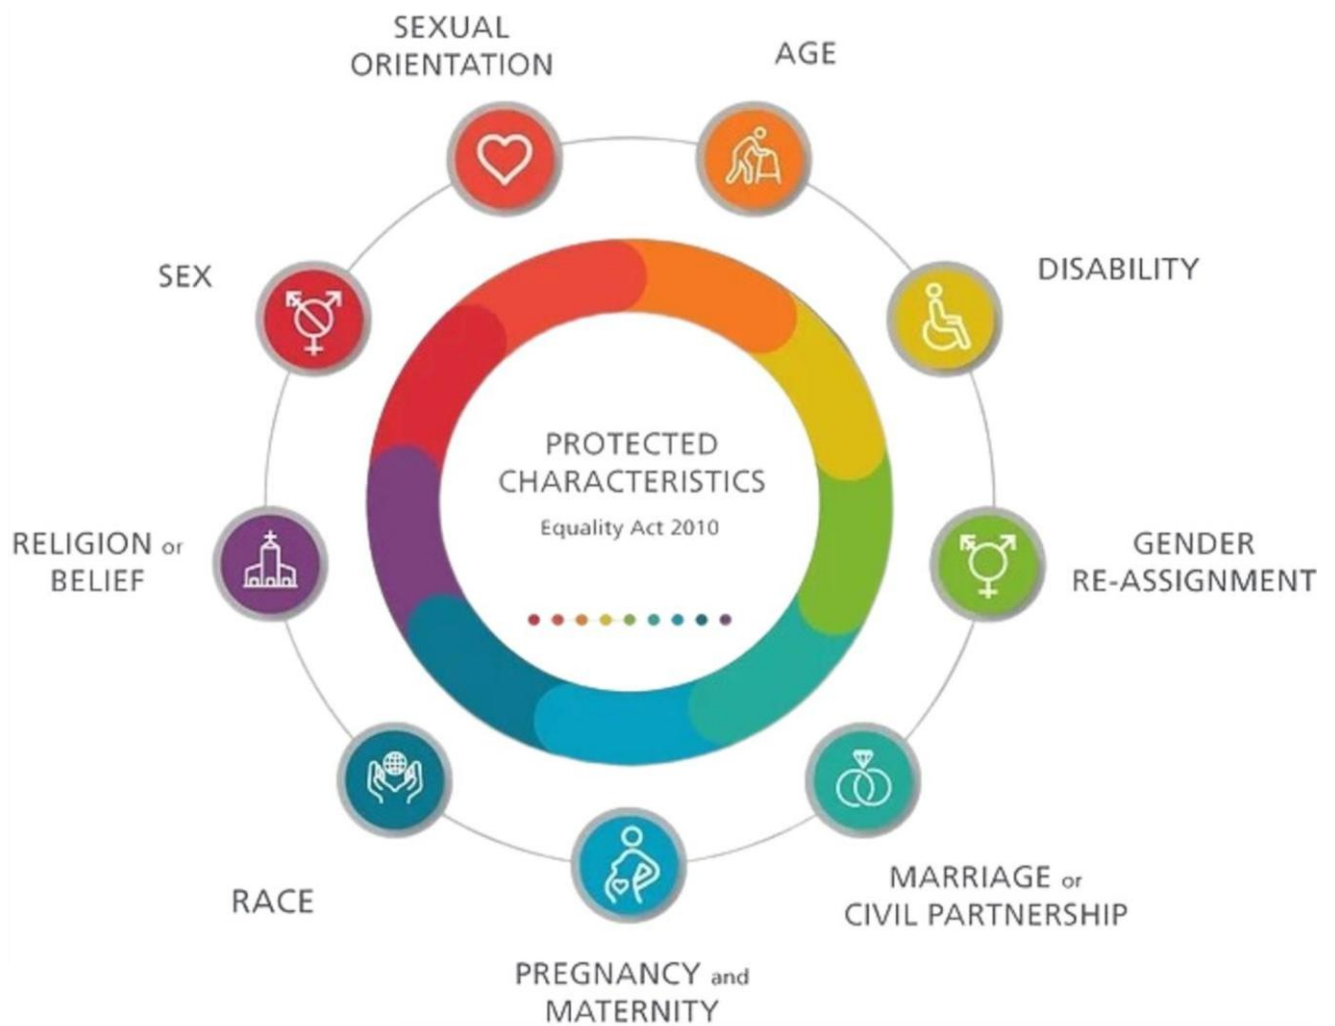 SEXUAL
ORIENTATION
AGE
SEX
DISABILITY
PROTECTED
CHARACTERISTICS
Equality Act 2010
RELIGION or
BELIEF
GENDER
RE-ASSIGNMENT
RACE
MARRIAGE or
CIVIL PARTNERSHIP
PREGNANCY and
MATERNITY